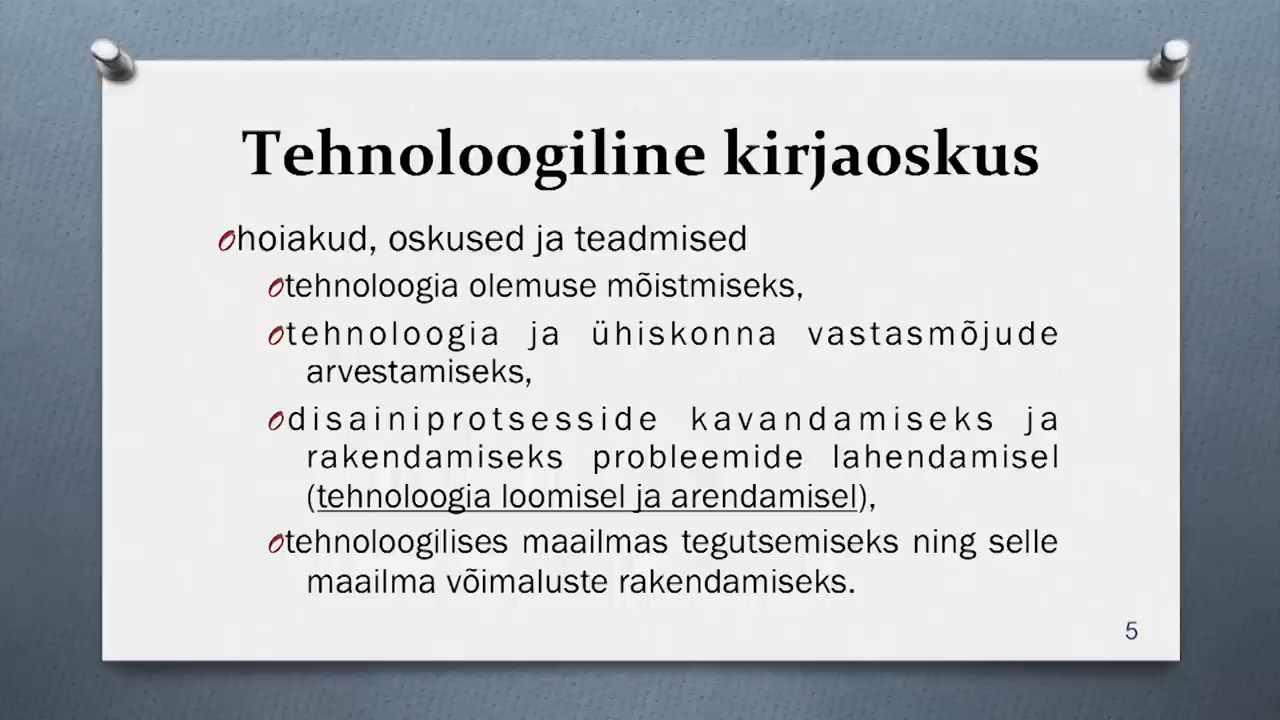 Tehnoloogiline kirjaoskus
hoiakud, oskused ja teadmised
tehnoloogia olemuse mõistmiseks,
tehnoloogia ja ühiskonna vastasmõjude
arvestamiseks,
disainiprotsesside kavandamiseks ja
rakendamiseks probleemide lahendamisel
(tehnoloogia loomisel ja arendamisel),
tehnoloogilises maailmas tegutsemiseks ning selle
maailma võimaluste rakendamiseks.
5